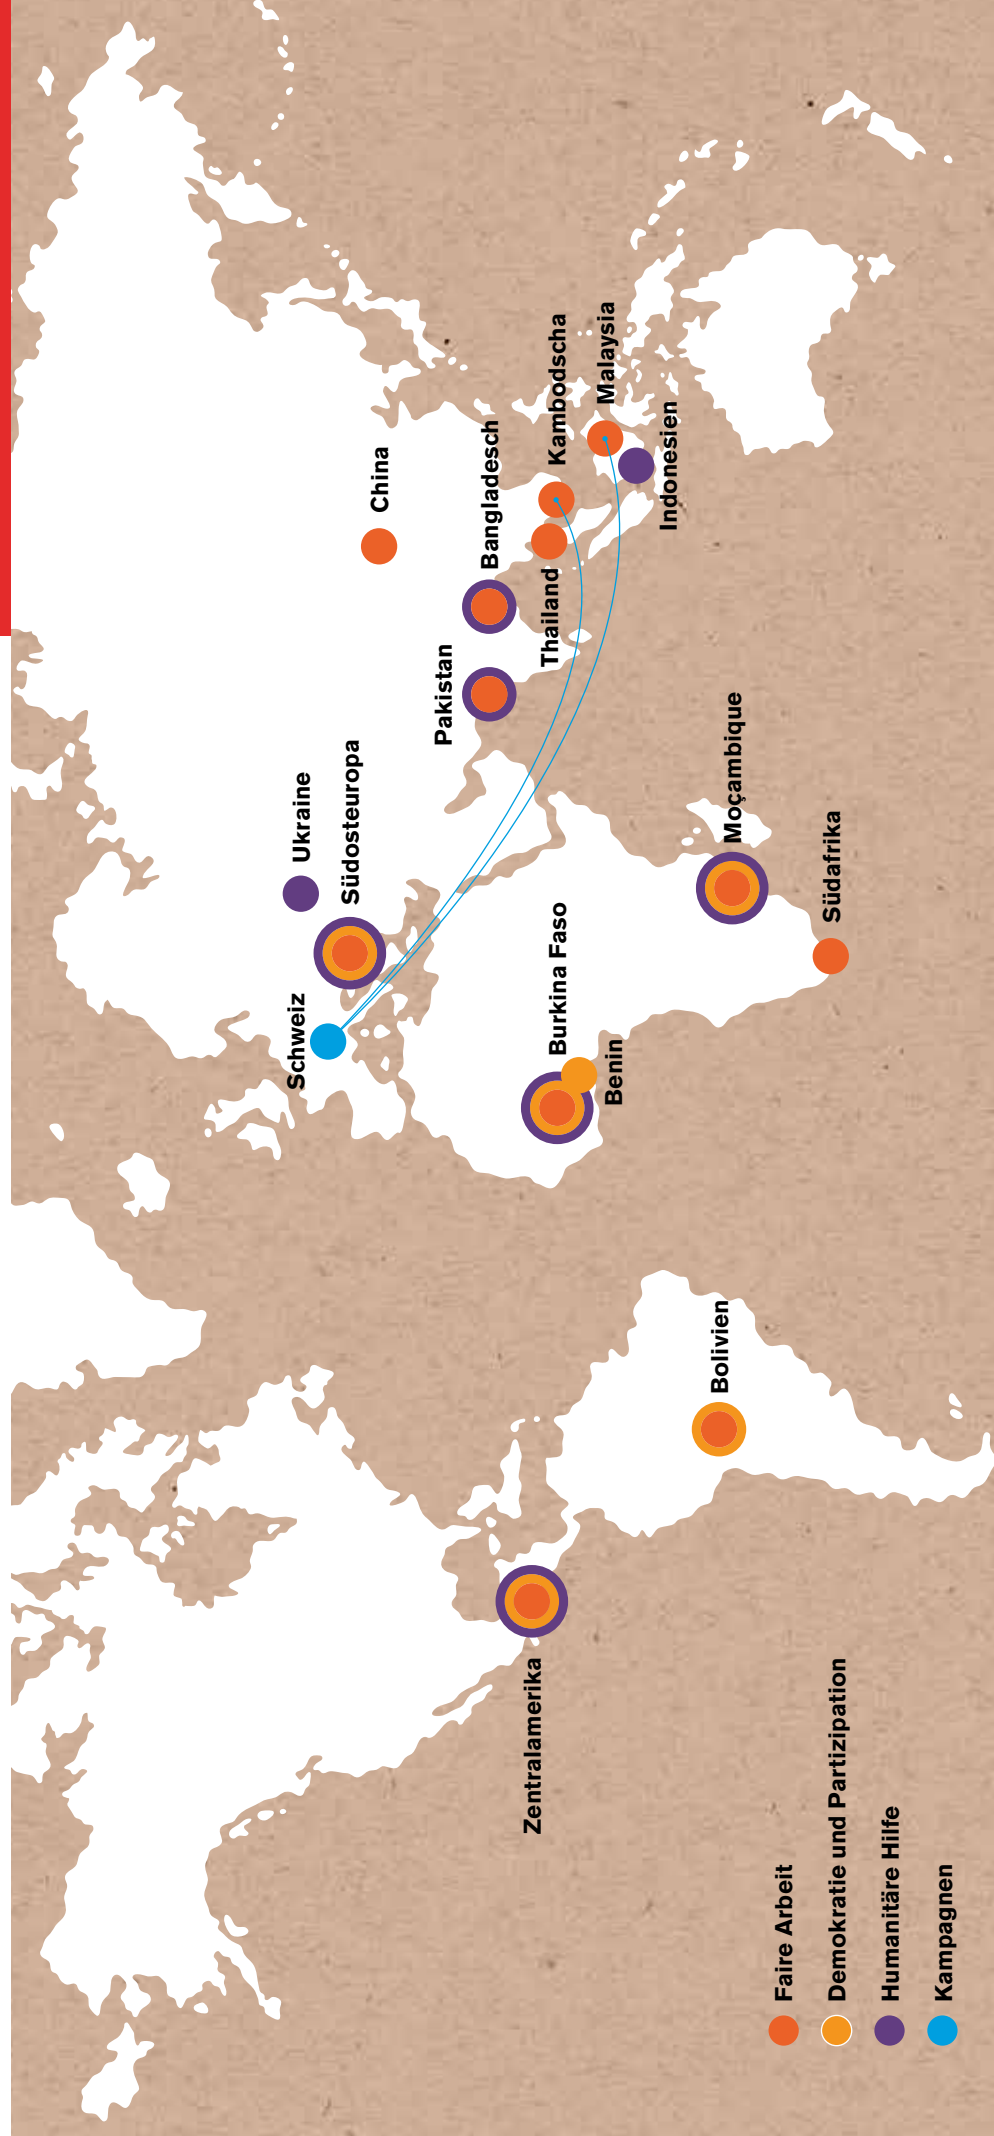 Schweiz
Ukraine
Südosteuropa
China
Pakistan
Bangladesch
Thailand
Kambodscha
Malaysia
Indonesien
Zentralamerika
Burkina Faso
Benin
Bolivien
Moçambique
Südafrika
Faire Arbeit
Demokratie und Partizipation
Humanitäre Hilfe
Kampagnen